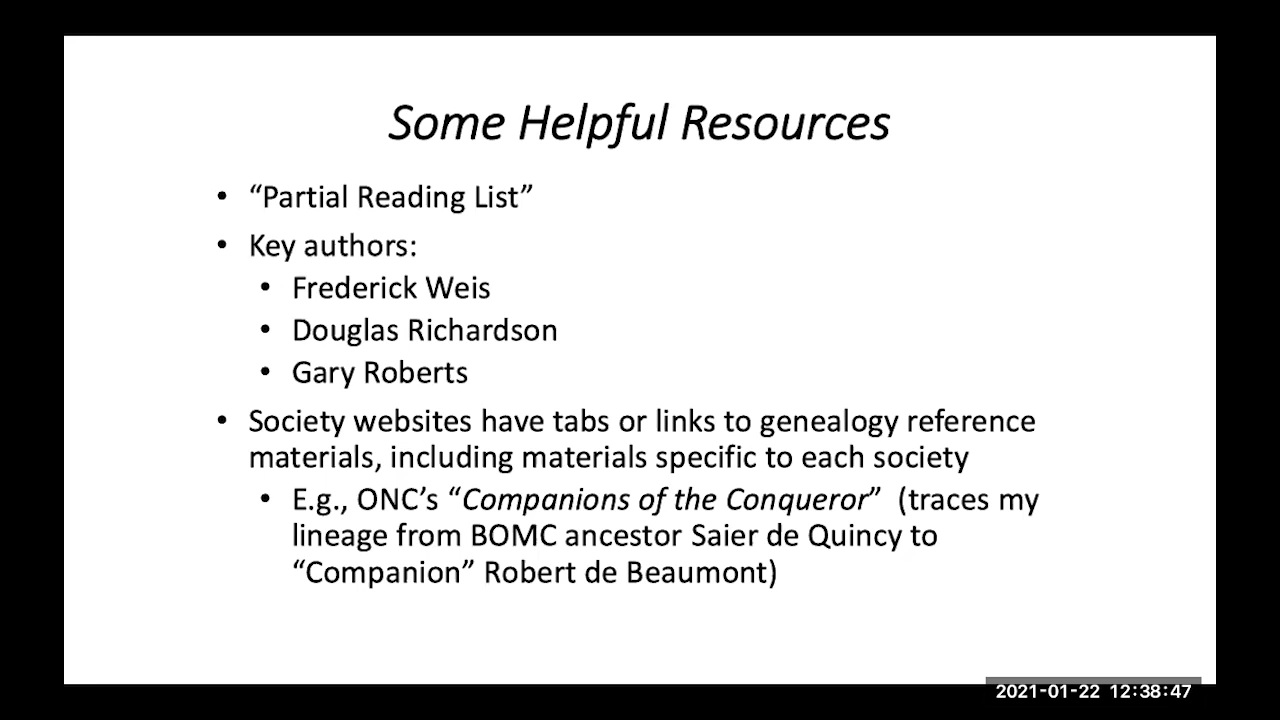 Some Helpful Resources
• “Partial Reading List”
• Key authors:
• Frederick Weis
• Douglas Richardson
• Gary Roberts
• Society websites have tabs or links to genealogy reference
materials, including materials specific to each society
• E.g., ONC’s “Companions of the Conqueror” (traces my
lineage from BOMC ancestor Saier de Quincy to
“Companion” Robert de Beaumont)
2021-01-22 12:38:47